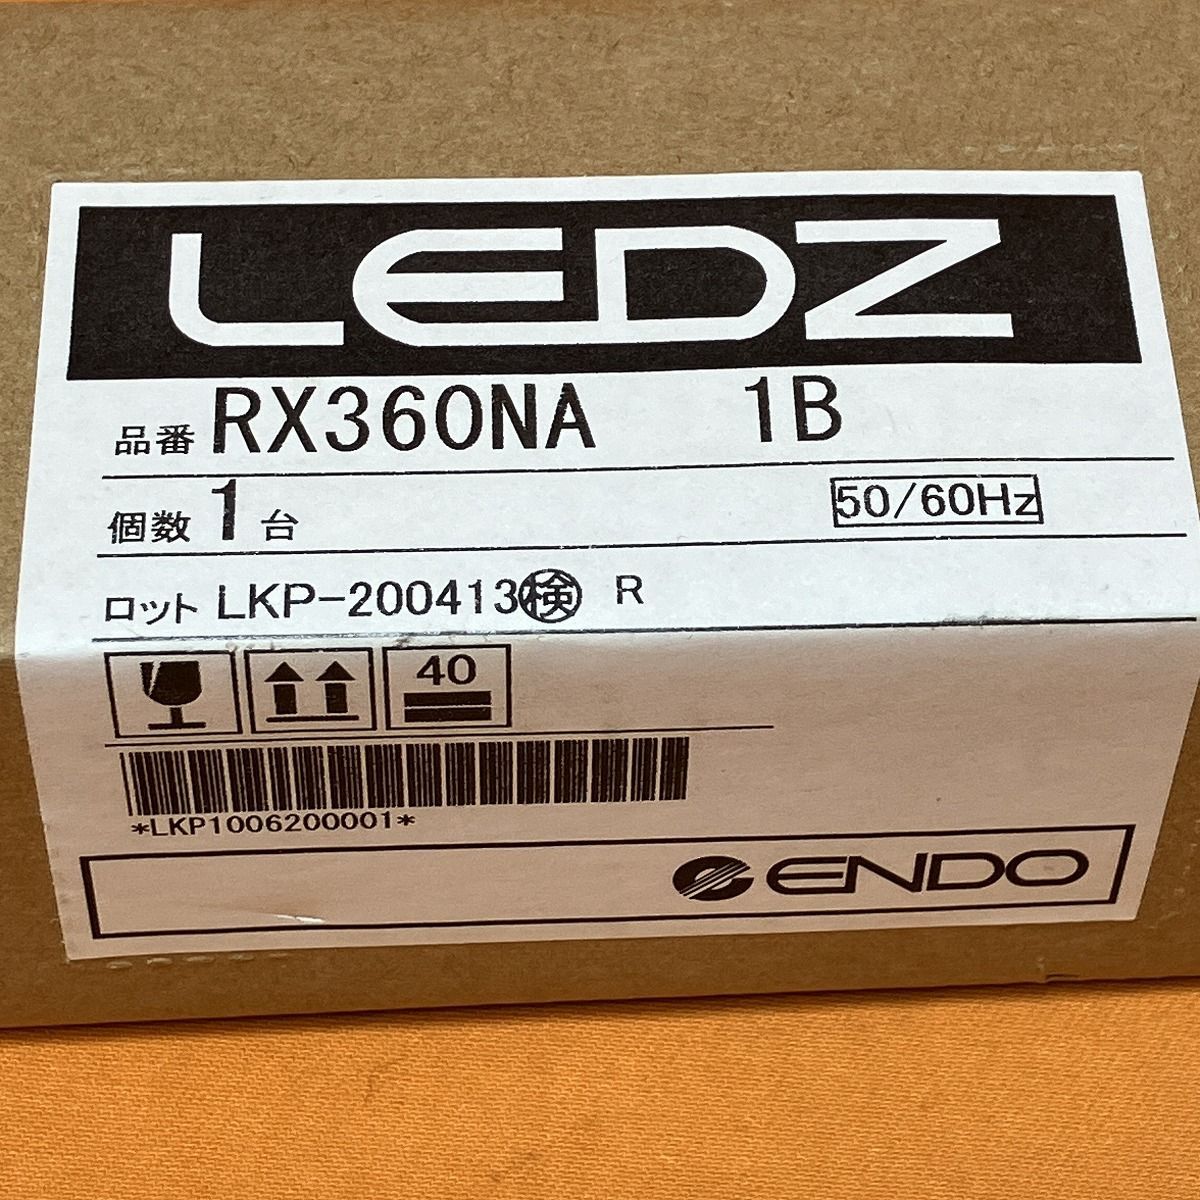 LEDZ
品番 RX360NA 1B
個数 1 台 50/60Hz
ロット LKP-200413検 R
40
*LKP1006200001*
ENDO